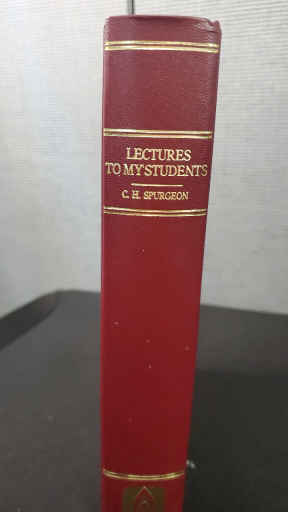 LECTURES
TO MY STUDENTS
C. H. SPURGEON